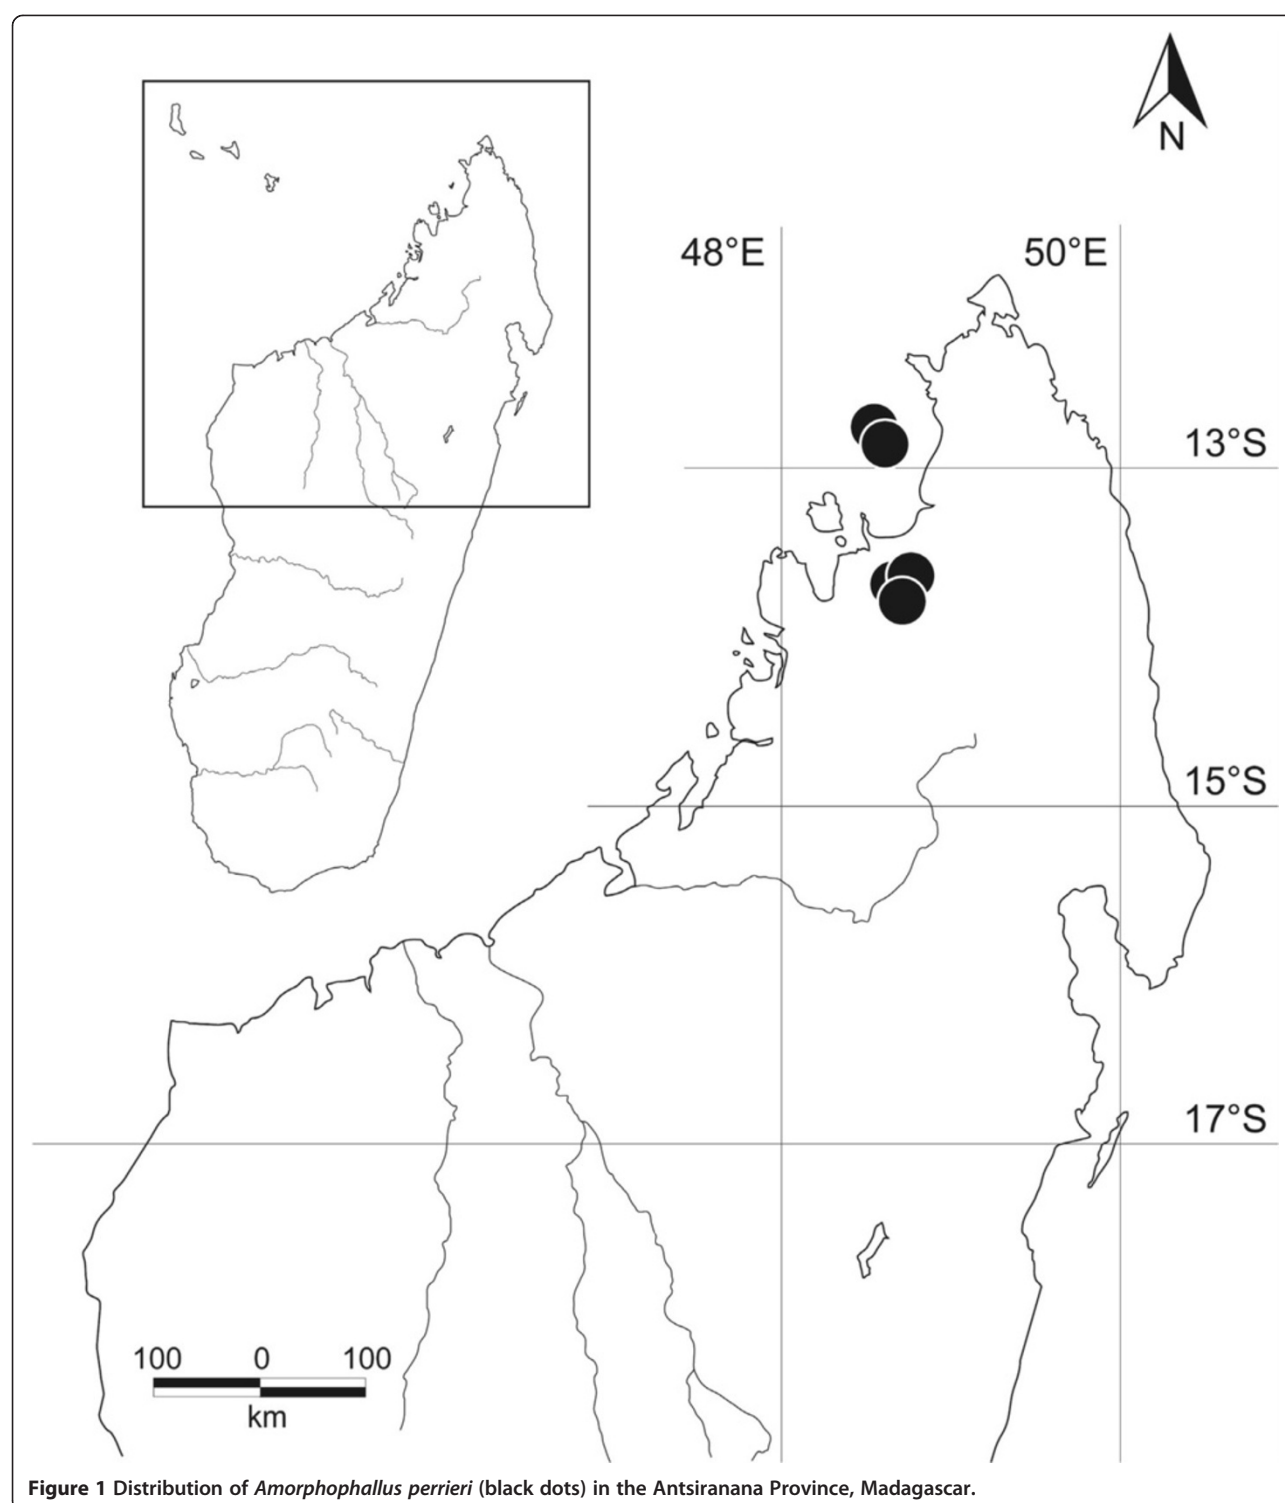 N
48°E 50°E
13°S
15°S
17°S
100 0 100
km
Figure 1 Distribution of Amorphophallus perrieri (black dots) in the Antsiranana Province, Madagascar.